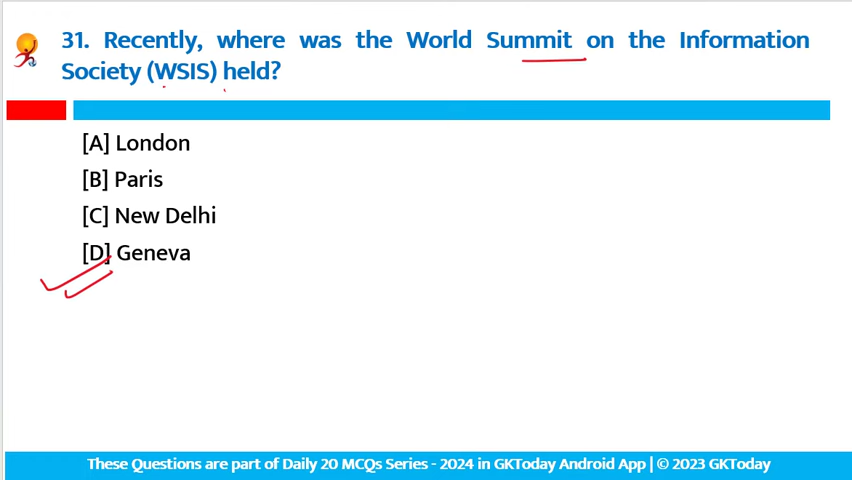 31. Recently, where was the World Summit on the Information
Society (WSIS) held?
[A] London
[B] Paris
[C] New Delhi
[D] Geneva
These Questions are part of Daily 20 MCQs Series - 2024 in GKToday Android App | © 2023 GKToday